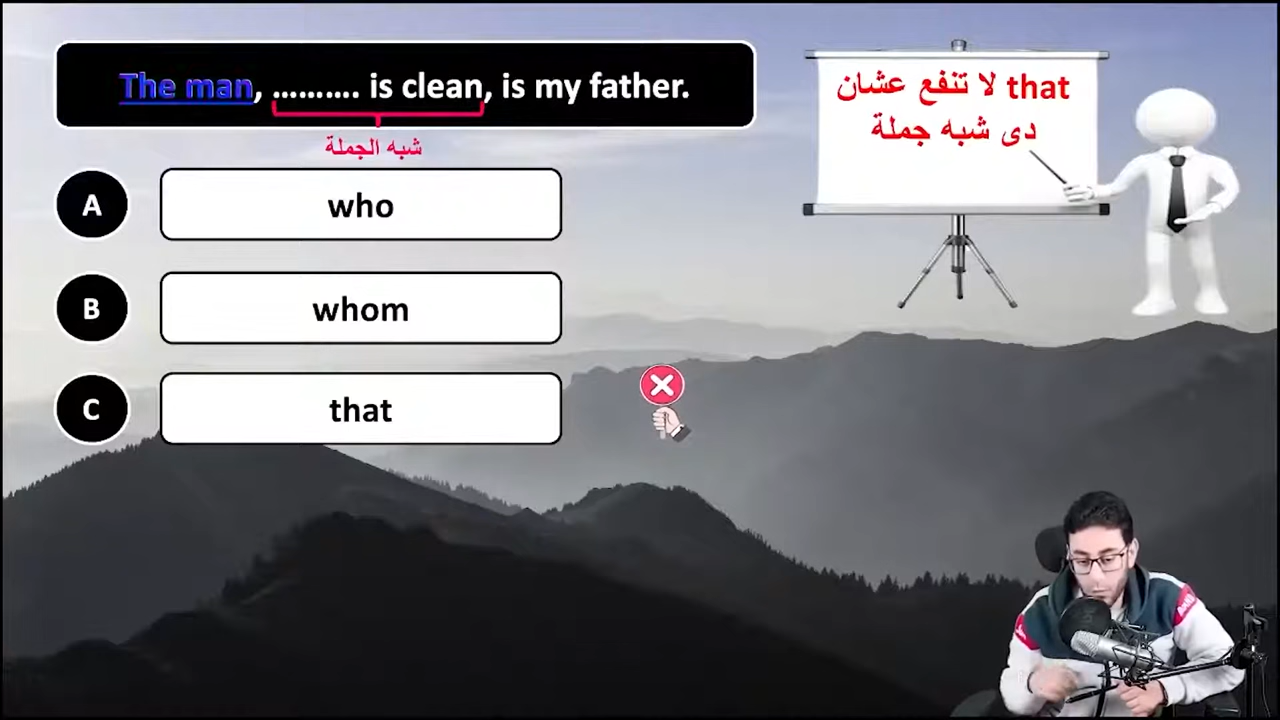 The man, .......... is clean, is my father.
شبه الجملة
that لا تنفع عشان
دى شبه جملة
A
who
B
whom
C
that